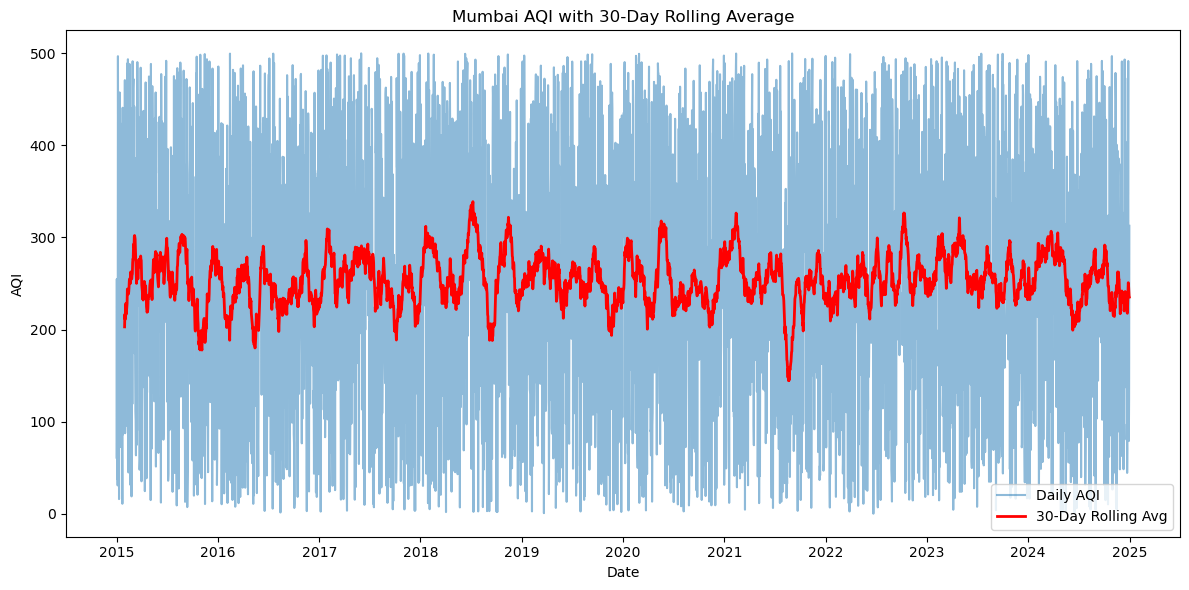 Mumbai AQI with 30-Day Rolling Average
500
400
300
200
100
0
AQI
2015 2016 2017 2018 2019 2020 2021 2022 2023 2024 2025
Date
Daily AQI
30-Day Rolling Avg